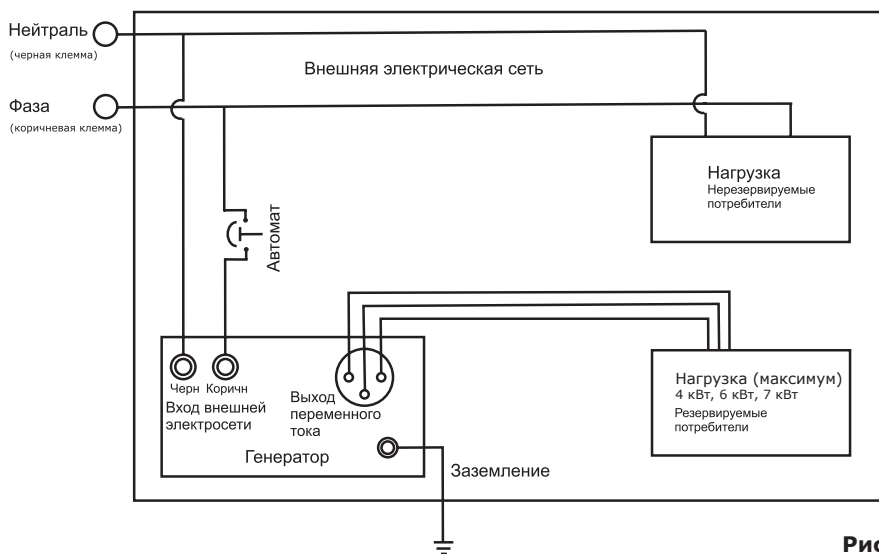 Нейтраль
(черная клемма)
Внешняя электрическая сеть
Фаза
(коричневая клемма)
Нагрузка
Нерезервируемые
потребители
Автомат
Черн Коричн
Вход внешней
электросети
Выход
переменного
тока
Генератор
Заземление
Нагрузка (максимум)
4 кВт, 6 кВт, 7 кВт
Резервируемые
потребители
Рис